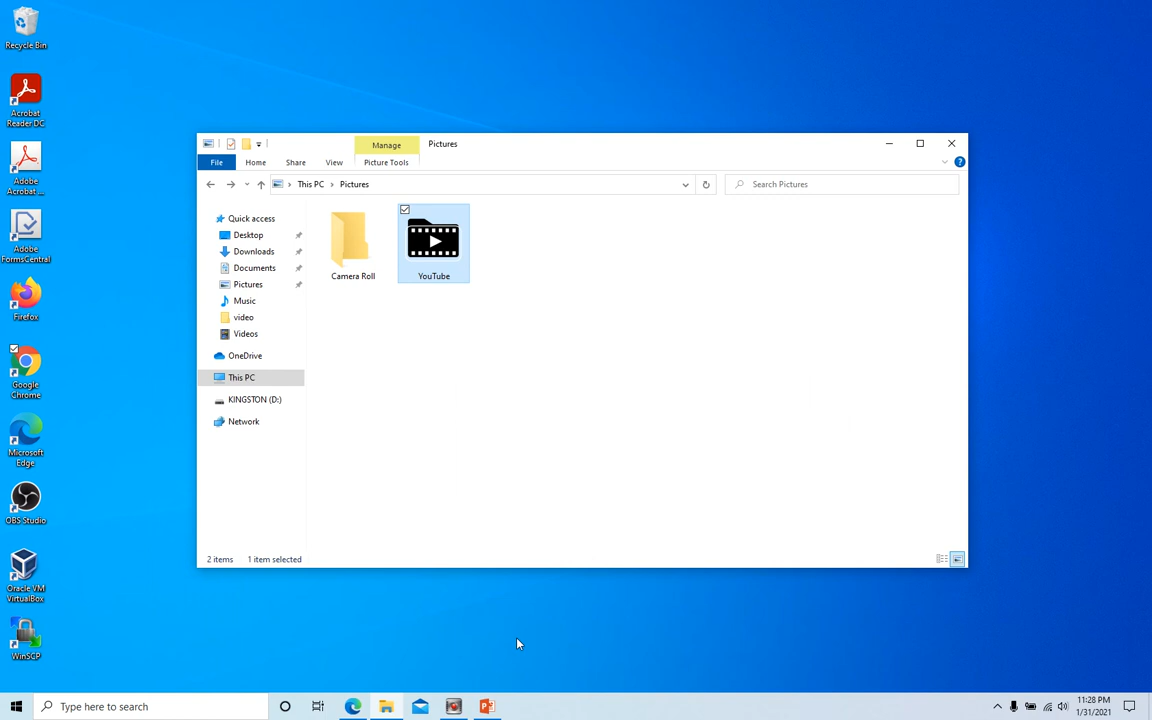 Recycle Bin
Acrobat
Reader DC
Adobe
Acrobat ...
Adobe
FormsCentral
Firefox
Google
Chrome
Microsoft
Edge
OBS Studio
Oracle VM
VirtualBox
WinSCP
Manage
Pictures
File
Home
Share
View
Picture Tools
This PC
Pictures
Search Pictures
Quick access
Desktop
Downloads
Documents
Pictures
Music
video
Videos
OneDrive
This PC
KINGSTON (D:)
Network
Camera Roll
YouTube
2 items
1 item selected
Type here to search
11:28 PM
1/31/2021